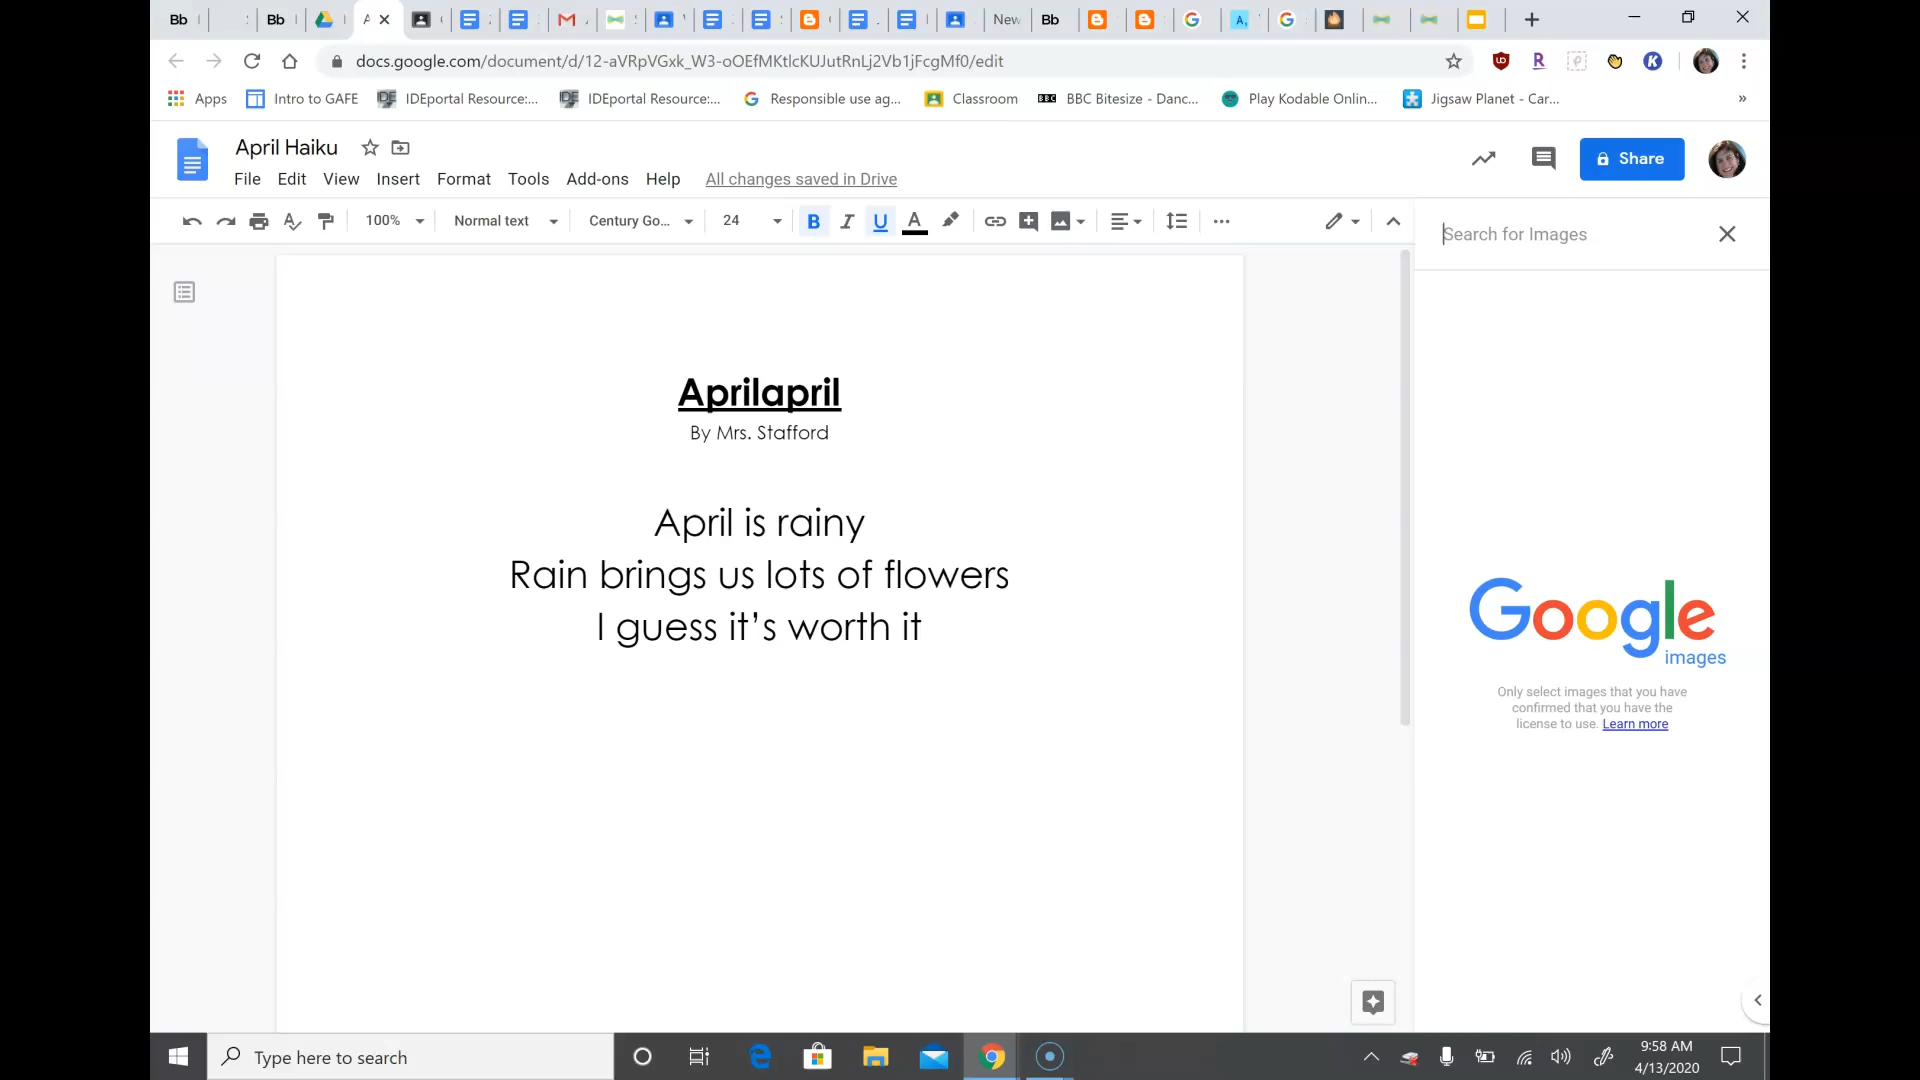 Bb
Bb
A,
New
Bb
docs.google.com/document/d/12-aVRpVGxk_W3-oOEfMKtlcKUJutRnLj2Vb1jFcgMf0/edit
Apps
Intro to GAFE
IDEportal Resource:...
IDEportal Resource:...
Responsible use ag...
Classroom
BBC
BBC Bitesize - Danc...
Play Kodable Onlin...
Jigsaw Planet - Car...
»
April Haiku
File Edit View Insert Format Tools Add-ons Help All changes saved in Drive
Share
100% Normal text Century Go... 24 B I U A
Search for Images
Aprilapril
By Mrs. Stafford
April is rainy
Rain brings us lots of flowers
I guess it’s worth it
Google
images
Only select images that you have
confirmed that you have the
license to use. Learn more
Type here to search
9:58 AM
4/13/2020